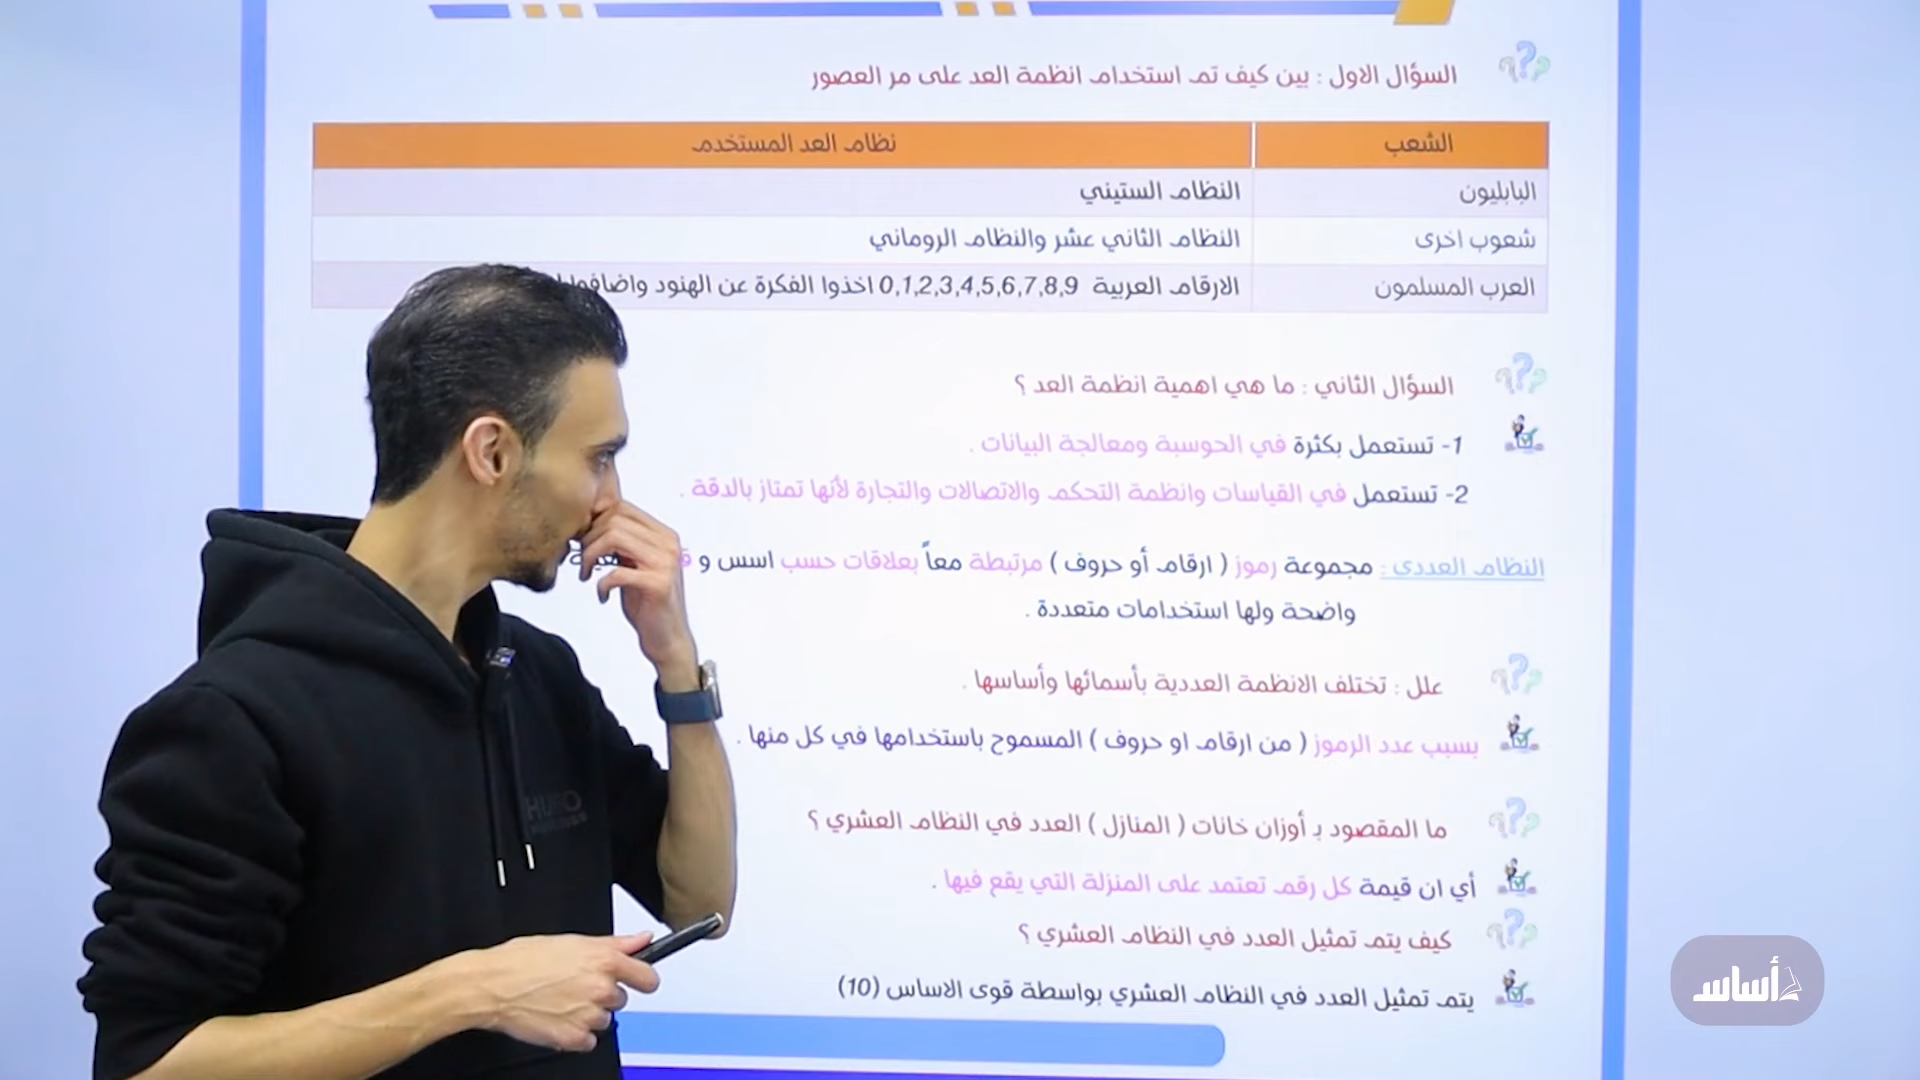 السؤال الاول : بين كيف تم استخدام انظمة العد على مر العصور
الشعب نظام العد المستخدم
البابليون النظام الستيني
شعوب اخرى النظام الثاني عشر والنظام الروماني
العرب المسلمون الارقام العربية 0,1,2,3,4,5,6,7,8,9 اخذوا الفكرة عن الهنود واضافوا
السؤال الثاني : ما هي اهمية انظمة العد ؟
1- تستعمل بكثرة في الحوسبة ومعالجة البيانات .
2- تستعمل في القياسات وانظمة التحكم والاتصالات والتجارة لأنها تمتاز بالدقة .
النظام العددي : مجموعة رموز ( ارقام أو حروف ) مرتبطة معاً بعلاقات حسب اسس و
واضحة ولها استخدامات متعددة .
علل : تختلف الانظمة العددية بأسمائها وأساسها .
بسبب عدد الرموز ( من ارقام او حروف ) المسموح باستخدامها في كل منها .
ما المقصود بـ أوزان خانات ( المنازل ) العدد في النظام العشري ؟
أي ان قيمة كل رقم تعتمد على المنزلة التي يقع فيها .
كيف يتم تمثيل العدد في النظام العشري ؟
يتم تمثيل العدد في النظام العشري بواسطة قوى الاساس (10)
أساس